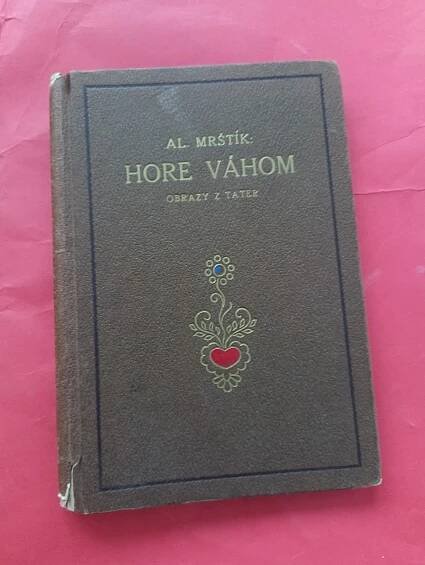 AL. MRŠTÍK:
HORE VÁHOM
OBRAZY Z TATER